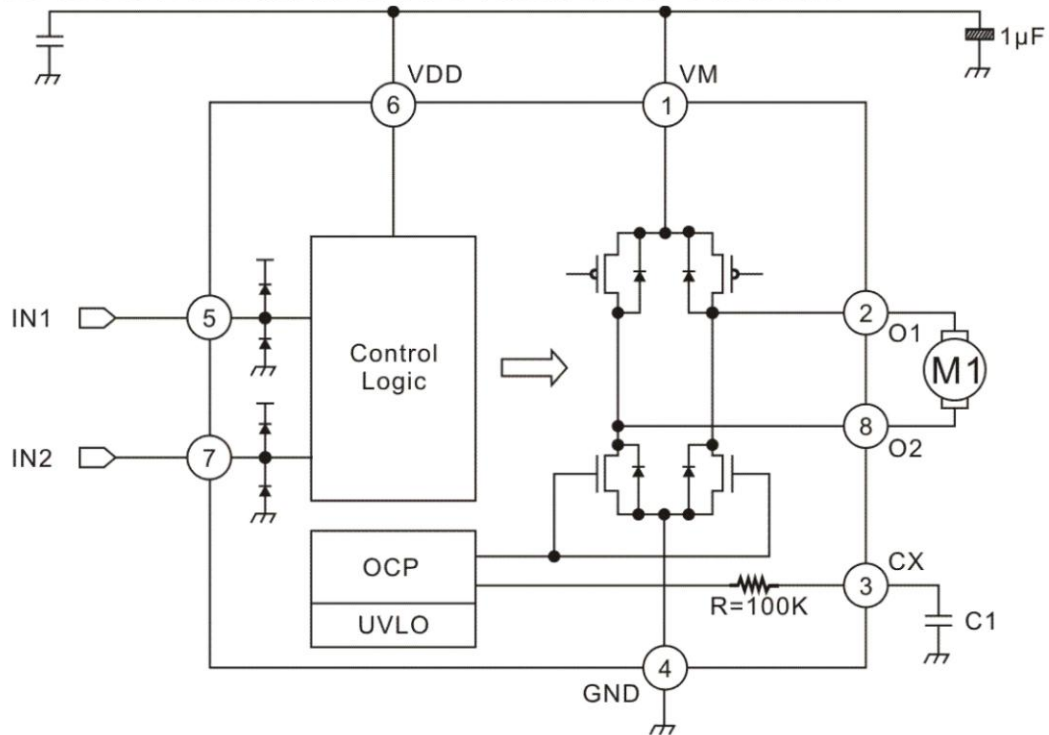 1μF
VDD
VM
6
1
IN1
5
Control
Logic
2
O1
M1
IN2
7
8
O2
OCP
UVLO
R=100K
CX
3
C1
4
GND